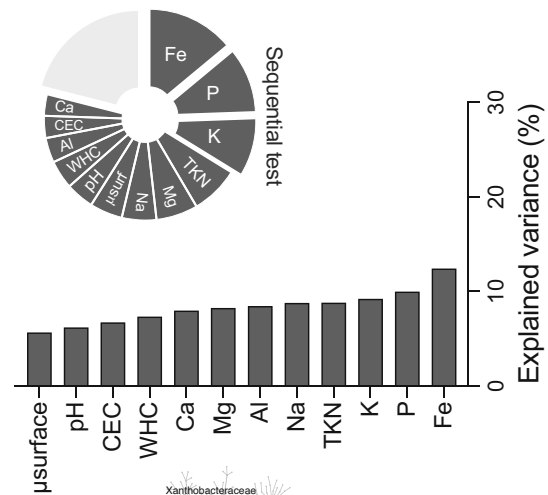 Fe
P
K
TKN
Mg
Na
μsurf
pH
WHC
Al
CEC
Ca
Sequential test
30
20
10
0
Explained variance (%)
μsurface
pH
CEC
WHC
Ca
Mg
Al
Na
TKN
K
P
Fe
Xanthobacteraceae